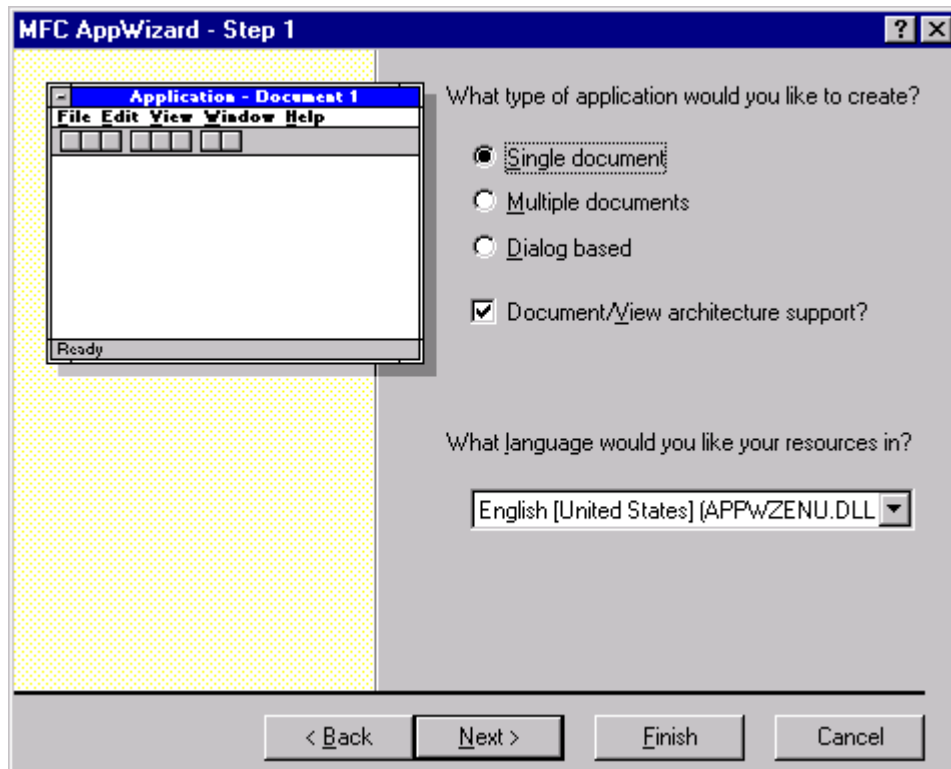 MFC AppWizard - Step 1
Application - Document 1
File Edit View Window Help
Ready
What type of application would you like to create?
Single document
Multiple documents
Dialog based
Document/View architecture support?
What language would you like your resources in?
English [United States] (APPWZENU.DLL
< Back
Next >
Finish
Cancel